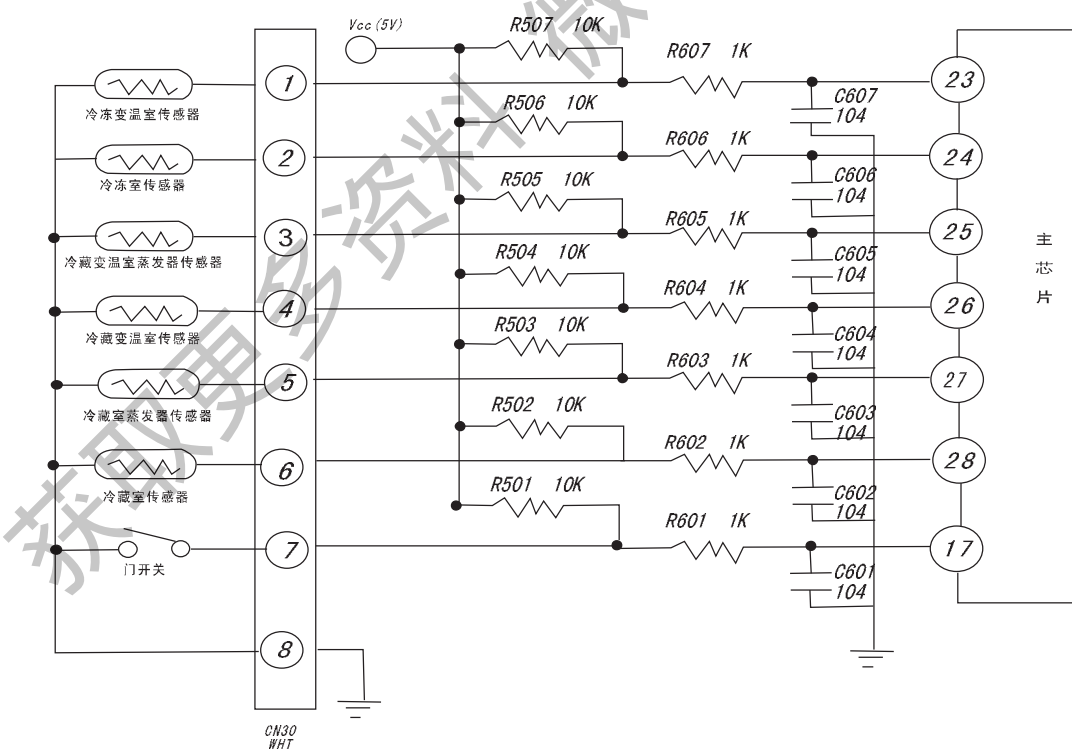 Vcc (5V)
R507 10K
R607 1K
冷冻变温室传感器
1
C607
104
23
R506 10K
R606 1K
冷冻室传感器
2
C606
104
24
R505 10K
R605 1K
冷藏变温室蒸发器传感器
3
C605
104
25
R504 10K
R604 1K
冷藏变温室传感器
4
C604
104
26
R503 10K
R603 1K
冷藏室蒸发器传感器
5
C603
104
27
R502 10K
R602 1K
冷藏室传感器
6
C602
104
28
R501 10K
R601 1K
门开关
7
C601
104
17
8
CN30
WHT
主
芯
片
获取更多资料 微